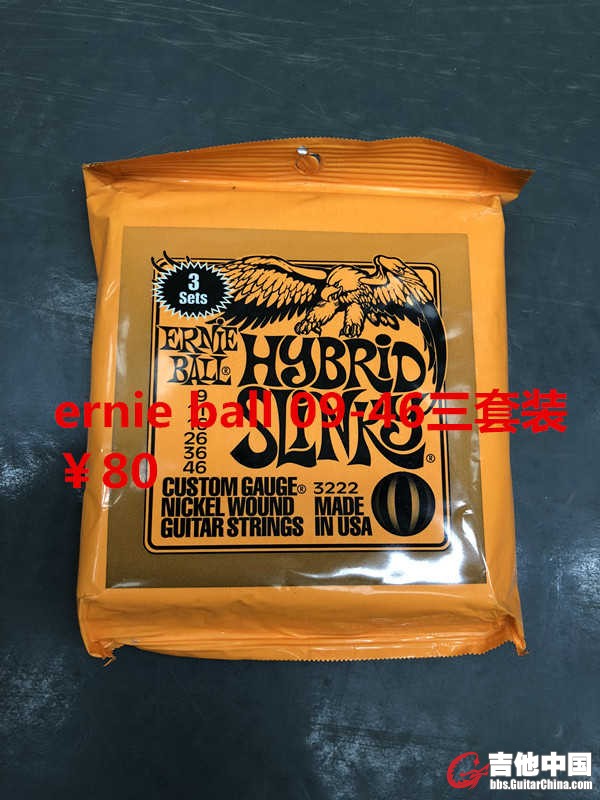 3
Sets
ERNIE
BALL®
HYBRID
SLINKY®
9
11
26
36
46
ernie ball 09-46三套装
￥80
CUSTOM GAUGE® 3222
NICKEL WOUND MADE
GUITAR STRINGS IN USA
吉他中国
bbs.GuitarChina.com